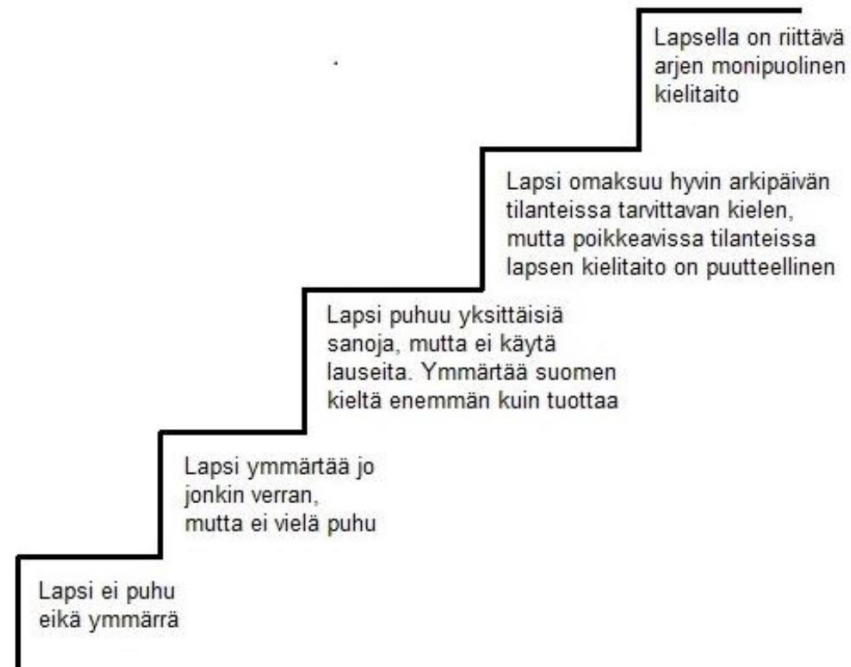 Lapsella on riittävä
arjen monipuolinen
kielitaito
Lapsi omaksuu hyvin arkipäivän
tilanteissa tarvittavan kielen,
mutta poikkeavissa tilanteissa
lapsen kielitaito on puutteellinen
Lapsi puhuu yksittäisiä
sanoja, mutta ei käytä
lauseita. Ymmärtää suomen
kieltä enemmän kuin tuottaa
Lapsi ymmärtää jo
jonkin verran,
mutta ei vielä puhu
Lapsi ei puhu
eikä ymmärrä